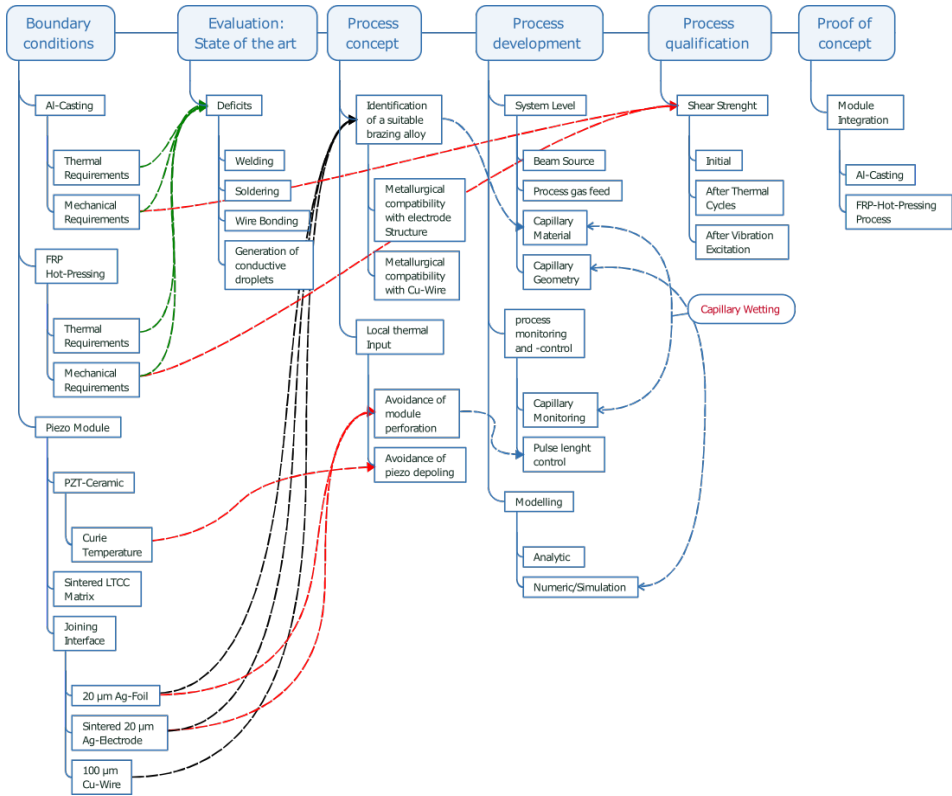 Boundary
conditions
Evaluation:
State of the art
Process
concept
Process
development
Process
qualification
Proof of
concept
Al-Casting
Thermal
Requirements
Mechanical
Requirements
FRP
Hot-Pressing
Thermal
Requirements
Mechanical
Requirements
Piezo Module
PZT-Ceramic
Curie
Temperature
Sintered LTCC
Matrix
Joining
Interface
20 µm Ag-Foil
Sintered 20 µm
Ag-Electrode
100 µm
Cu-Wire
Deficits
Welding
Soldering
Wire Bonding
Generation of
conductive
droplets
Identification
of a suitable
brazing alloy
Metallurgical
compatibility
with electrode
Structure
Metallurgical
compatibility
with Cu-Wire
Local thermal
Input
Avoidance of
module
perforation
Avoidance of
piezo depoling
System Level
Beam Source
Process gas feed
Capillary
Material
Capillary
Geometry
process
monitoring
and -control
Capillary
Monitoring
Pulse lenght
control
Modelling
Analytic
Numeric/Simulation
Shear Strenght
Initial
After Thermal
Cycles
After Vibration
Excitation
Capillary Wetting
Module
Integration
Al-Casting
FRP-Hot-Pressing
Process